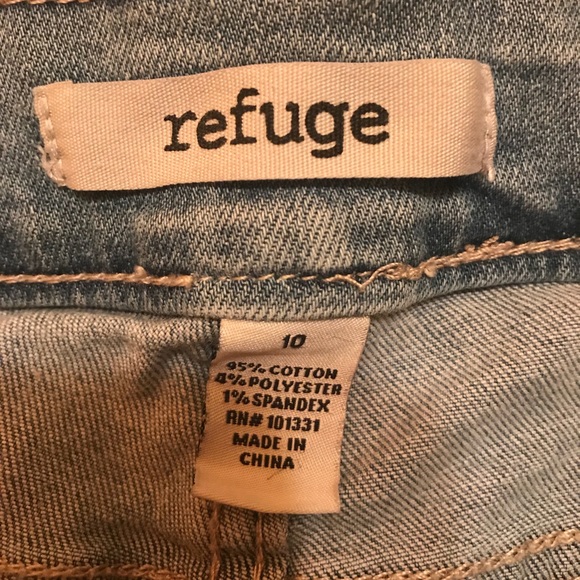 refuge
10
95% COTTON
4% POLYESTER
1% SPANDEX
RN# 101331
MADE IN
CHINA